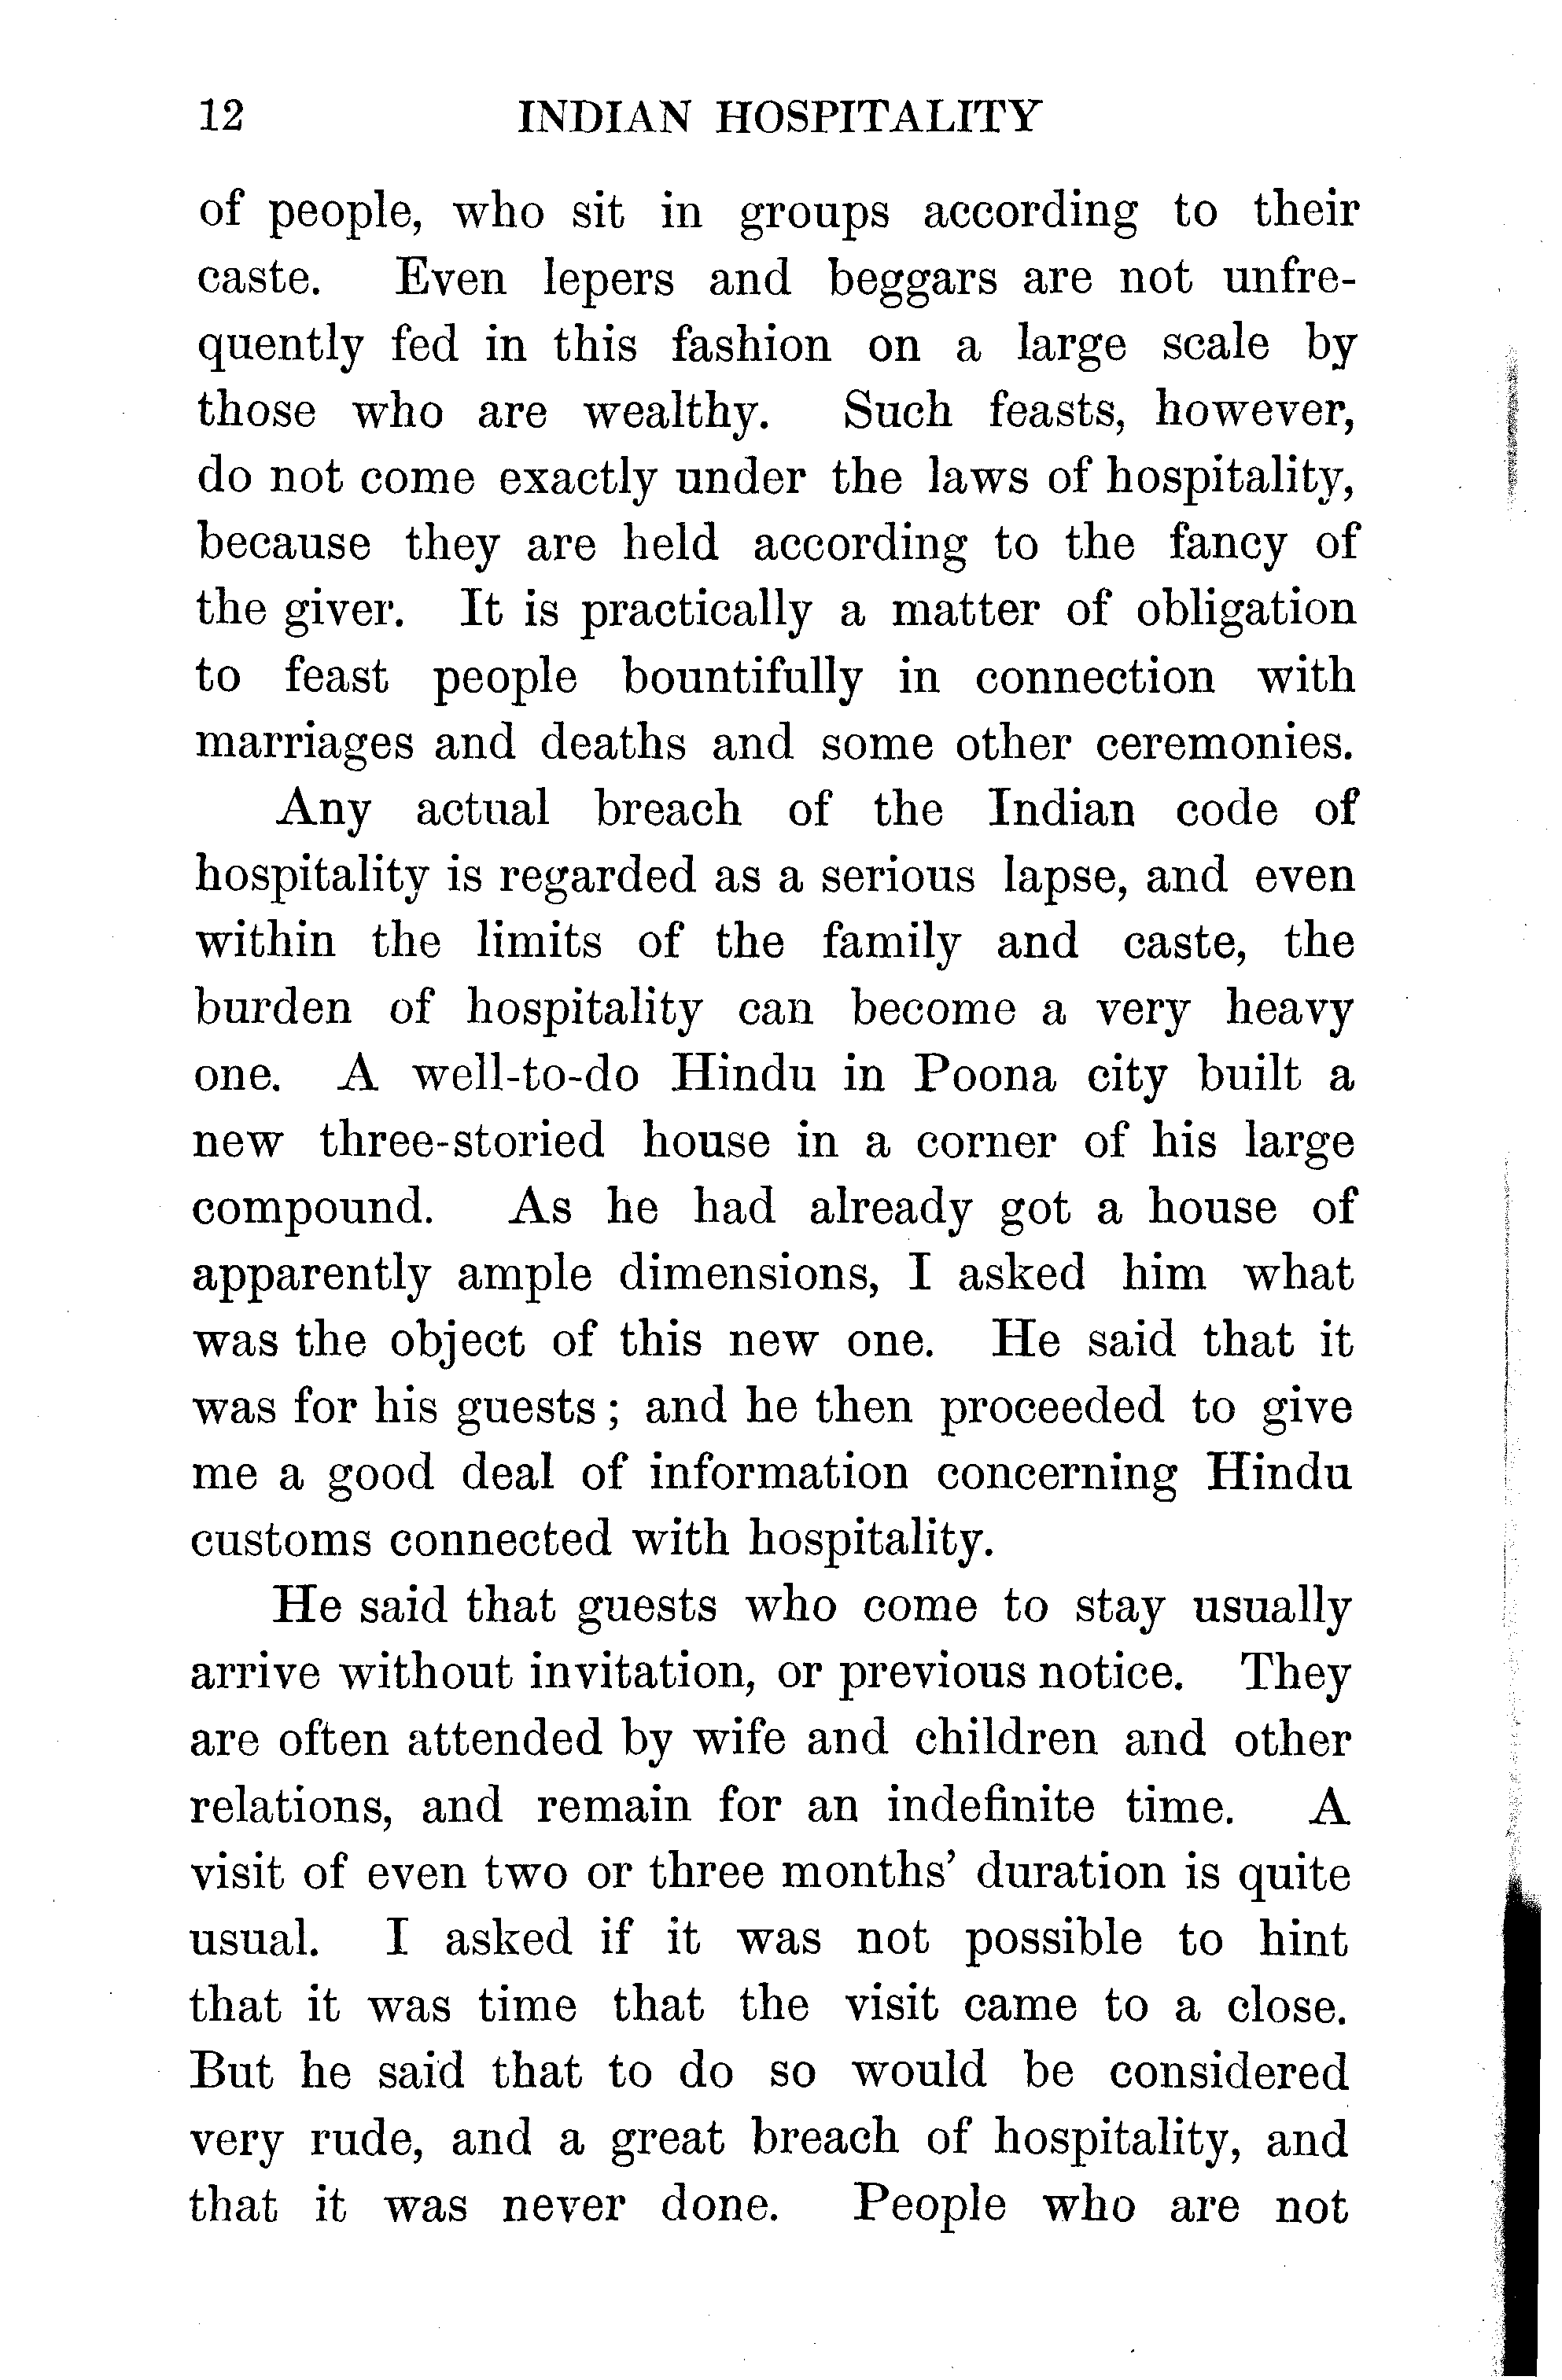 12 INDIAN HOSPITALITY
of people, who sit in groups according to their
caste. Even lepers and beggars are not unfre-
quently fed in this fashion on a large scale by
those who are wealthy. Such feasts, however,
do not come exactly under the laws of hospitality,
because they are held according to the fancy of
the giver. It is practically a matter of obligation
to feast people bountifully in connection with
marriages and deaths and some other ceremonies.
Any actual breach of the Indian code of
hospitality is regarded as a serious lapse, and even
within the limits of the family and caste, the
burden of hospitality can become a very heavy
one. A well-to-do Hindu in Poona city built a
new three-storied house in a corner of his large
compound. As he had already got a house of
apparently ample dimensions, I asked him what
was the object of this new one. He said that it
was for his guests; and he then proceeded to give
me a good deal of information concerning Hindu
customs connected with hospitality.
He said that guests who come to stay usually
arrive without invitation, or previous notice. They
are often attended by wife and children and other
relations, and remain for an indefinite time. A
visit of even two or three months' duration is quite
usual. I asked if it was not possible to hint
that it was time that the visit came to a close.
But he said that to do so would be considered
very rude, and a great breach of hospitality, and
that it was never done. People who are not